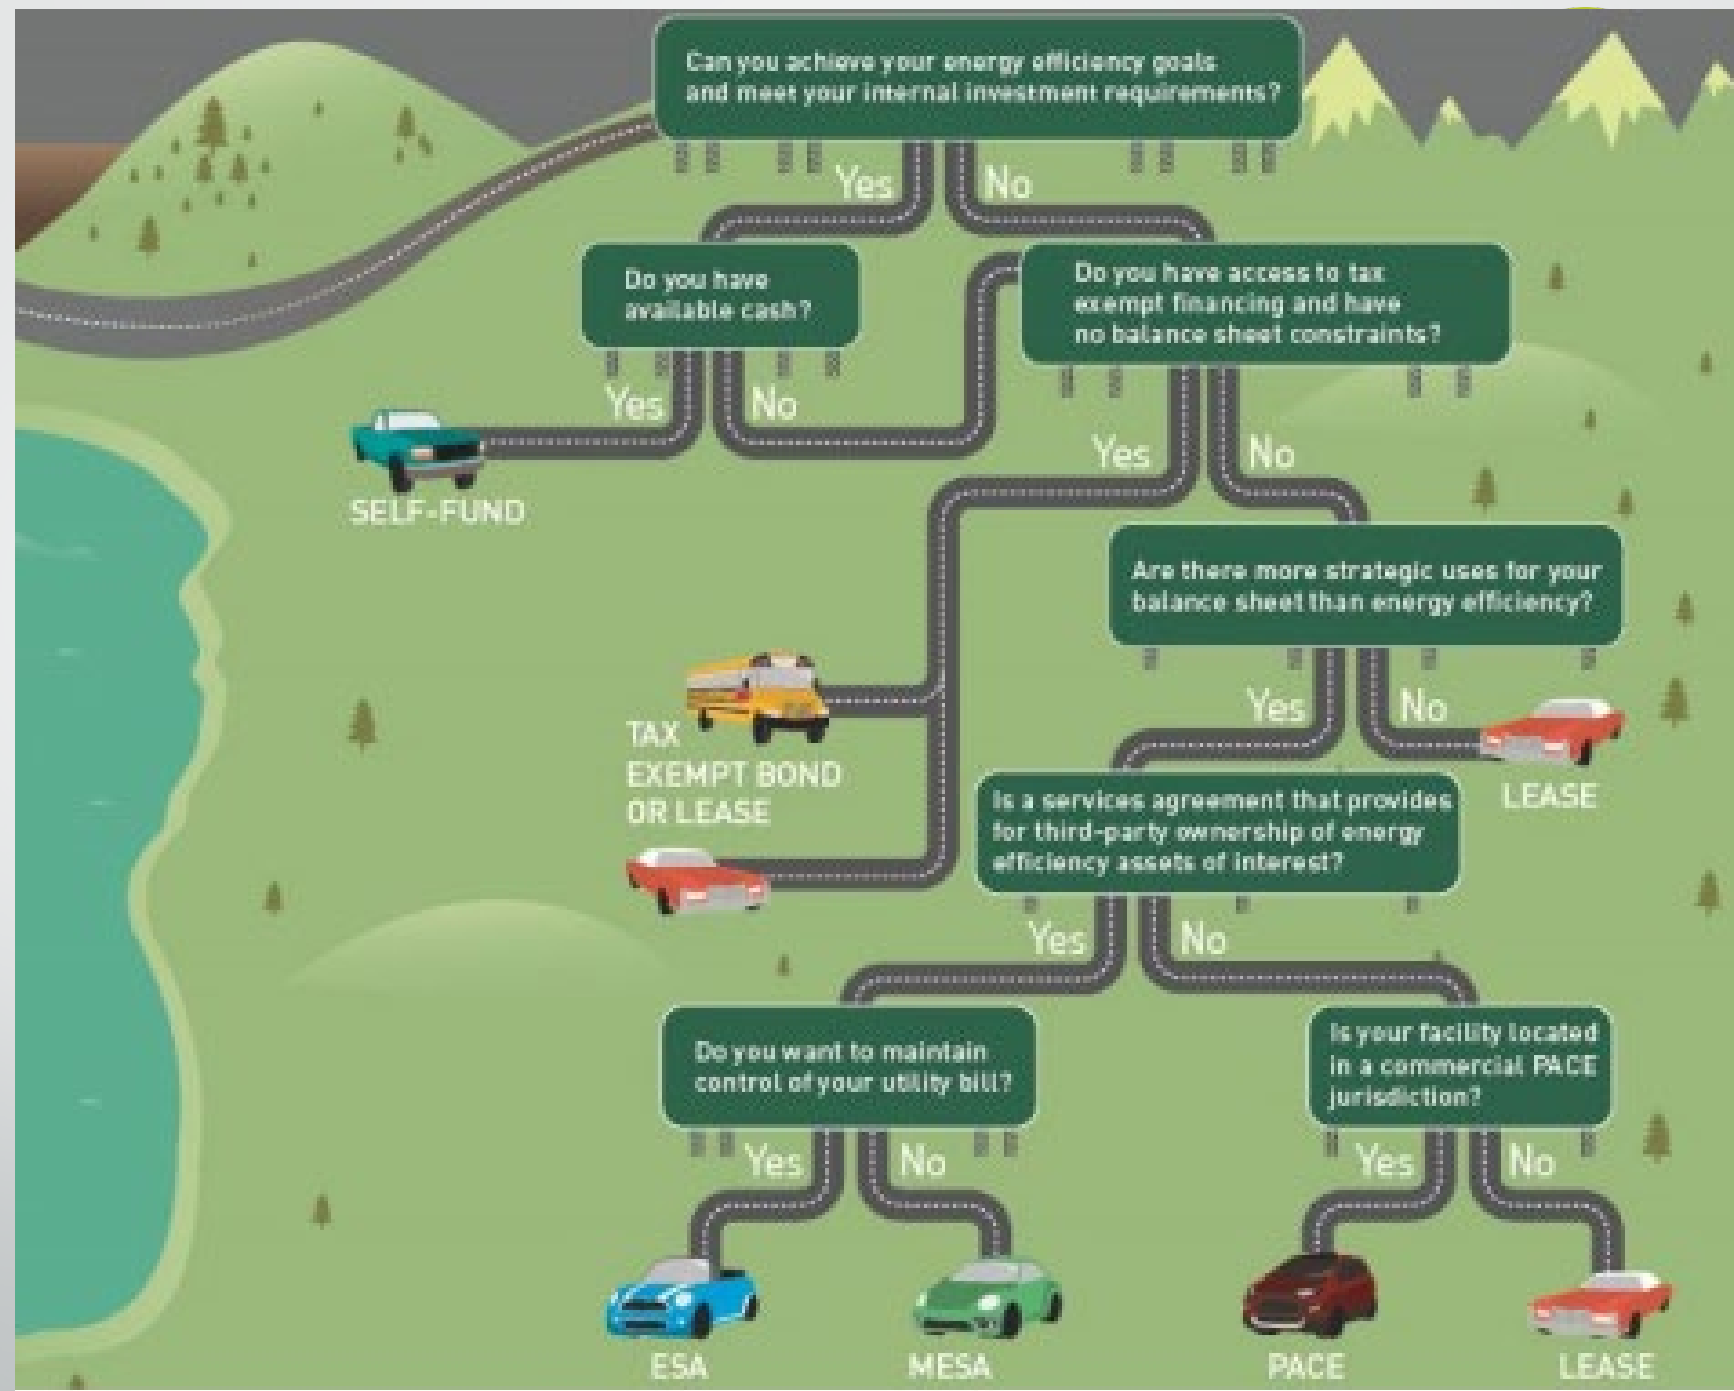 Can you achieve your energy efficiency goals
and meet your internal investment requirements?
Yes
No
Do you have
available cash?
Do you have access to tax
exempt financing and have
no balance sheet constraints?
Yes
No
SELF-FUND
Yes
No
Are there more strategic uses for your
balance sheet than energy efficiency?
Yes
No
TAX
EXEMPT BOND
OR LEASE
LEASE
Is a services agreement that provides
for third-party ownership of energy
efficiency assets of interest?
Yes
No
Do you want to maintain
control of your utility bill?
Is your facility located
in a commercial PACE
jurisdiction?
Yes
No
Yes
No
ESA
MESA
PACE
LEASE